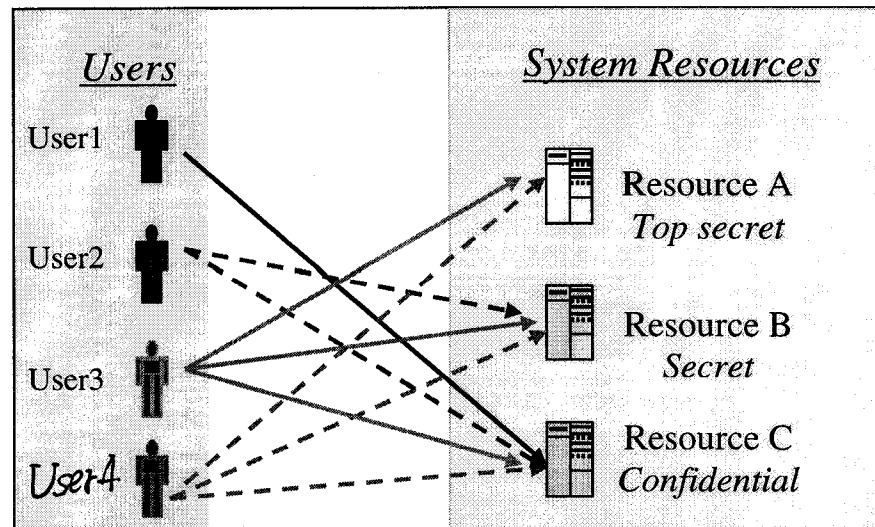 Users
System Resources
User1
Resource A
Top secret
User2
Resource B
Secret
User3
Resource C
Confidential
User4